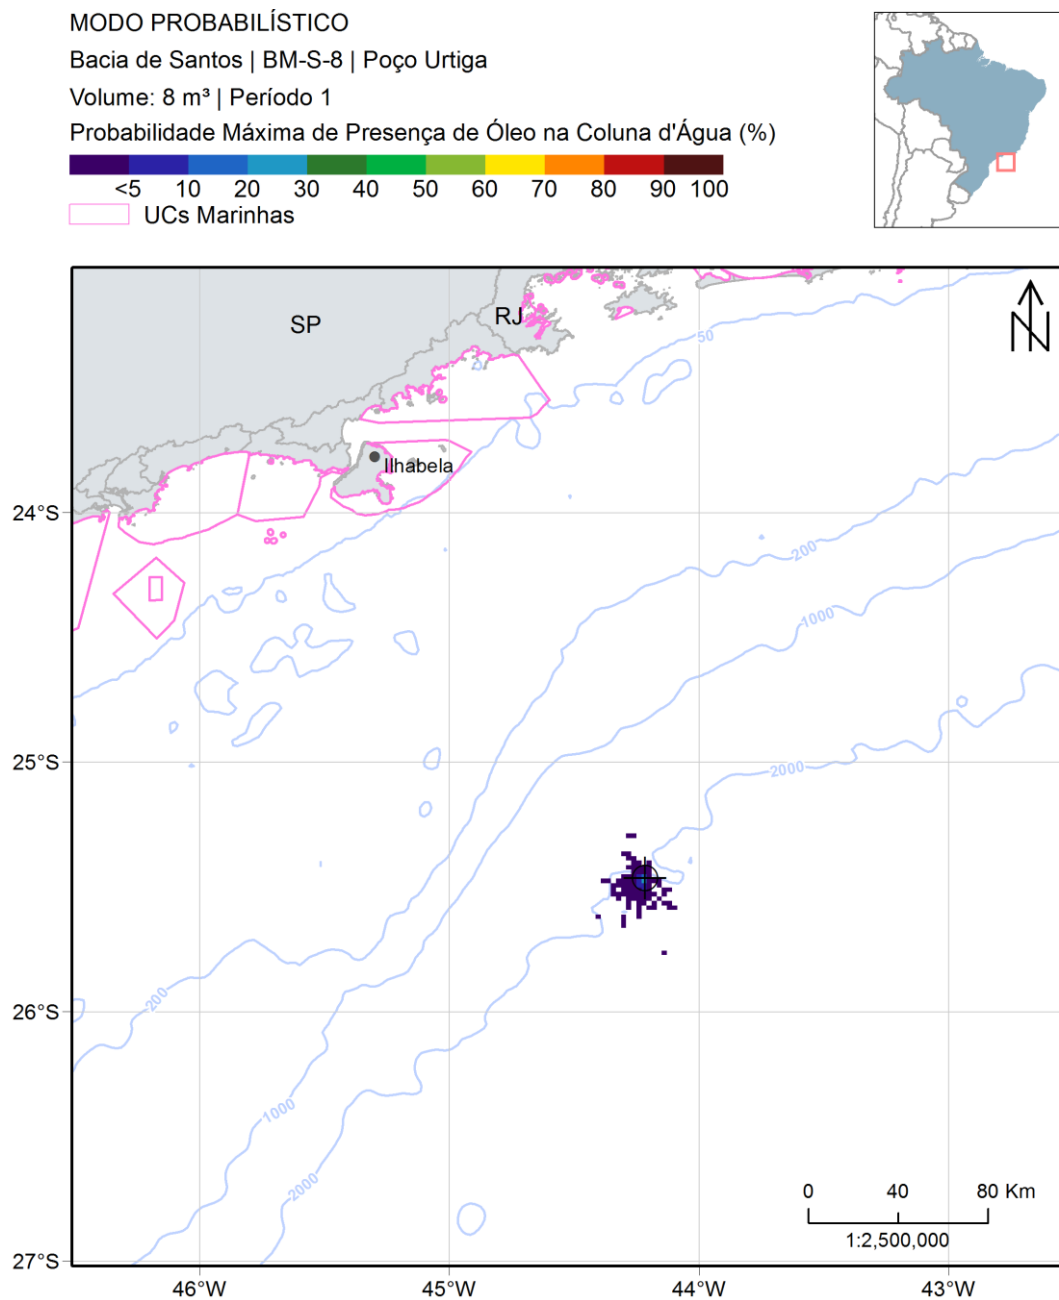 MODO PROBABILÍSTICO
Bacia de Santos | BM-S-8 | Poço Urtiga
Volume: 8 m³ | Período 1
Probabilidade Máxima de Presença de Óleo na Coluna d'Água (%)
<5 10 20 30 40 50 60 70 80 90 100
UCs Marinhas
SP
RJ
N
50
Ilhabela
24°S
200
1000
25°S
2000
200
26°S
1000
2000
0 40 80 Km
1:2,500,000
27°S
46°W 45°W 44°W 43°W